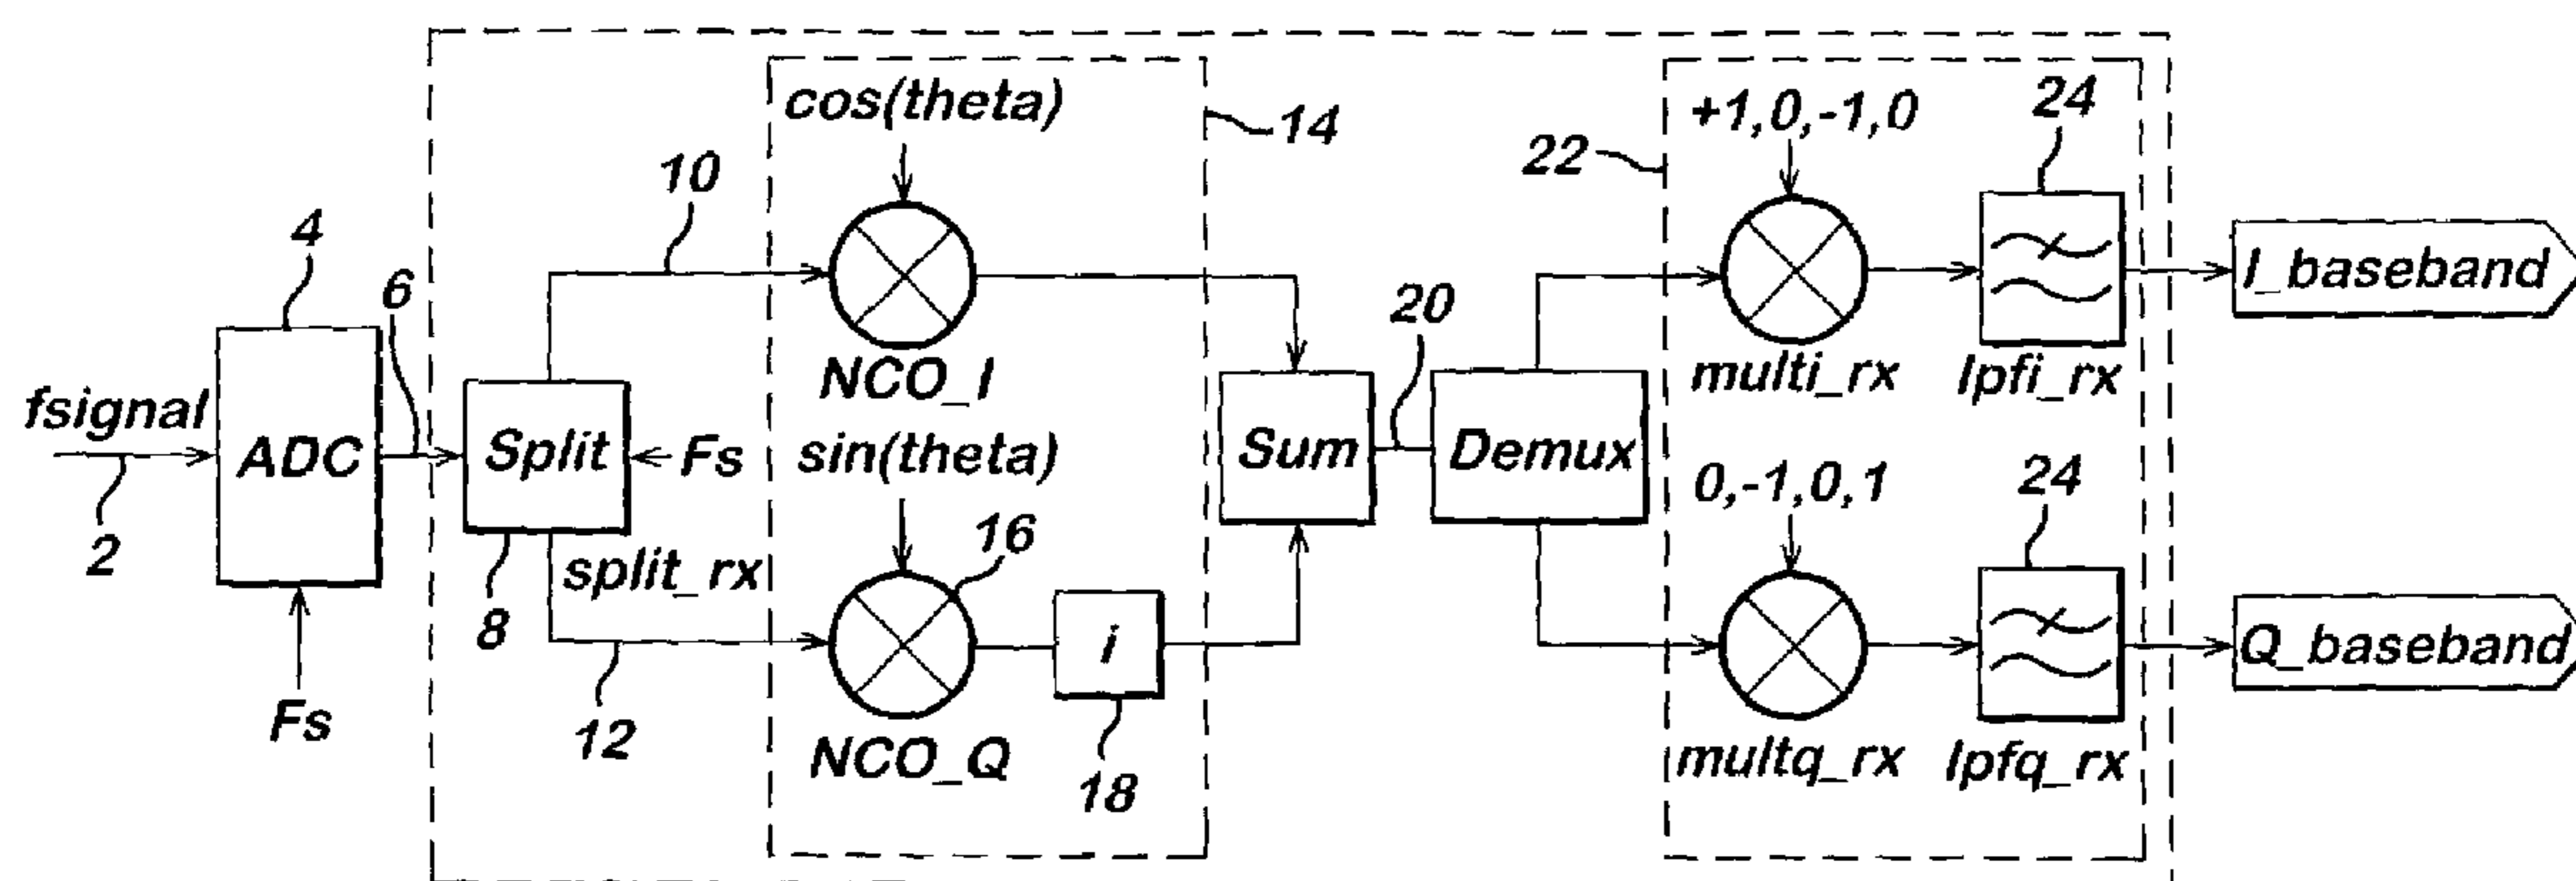 cos(theta)
14
+1,0,-1,0
24
22
10
4
6
20
I_baseband
NCO_I
multi_rx
lpfi_rx
fsignal
ADC
Split
Fs
sin(theta)
Sum
Demux
0,-1,0,1
24
2
16
split_rx
8
i
Q_baseband
Fs
12
NCO_Q
18
multq_rx
lpfq_rx